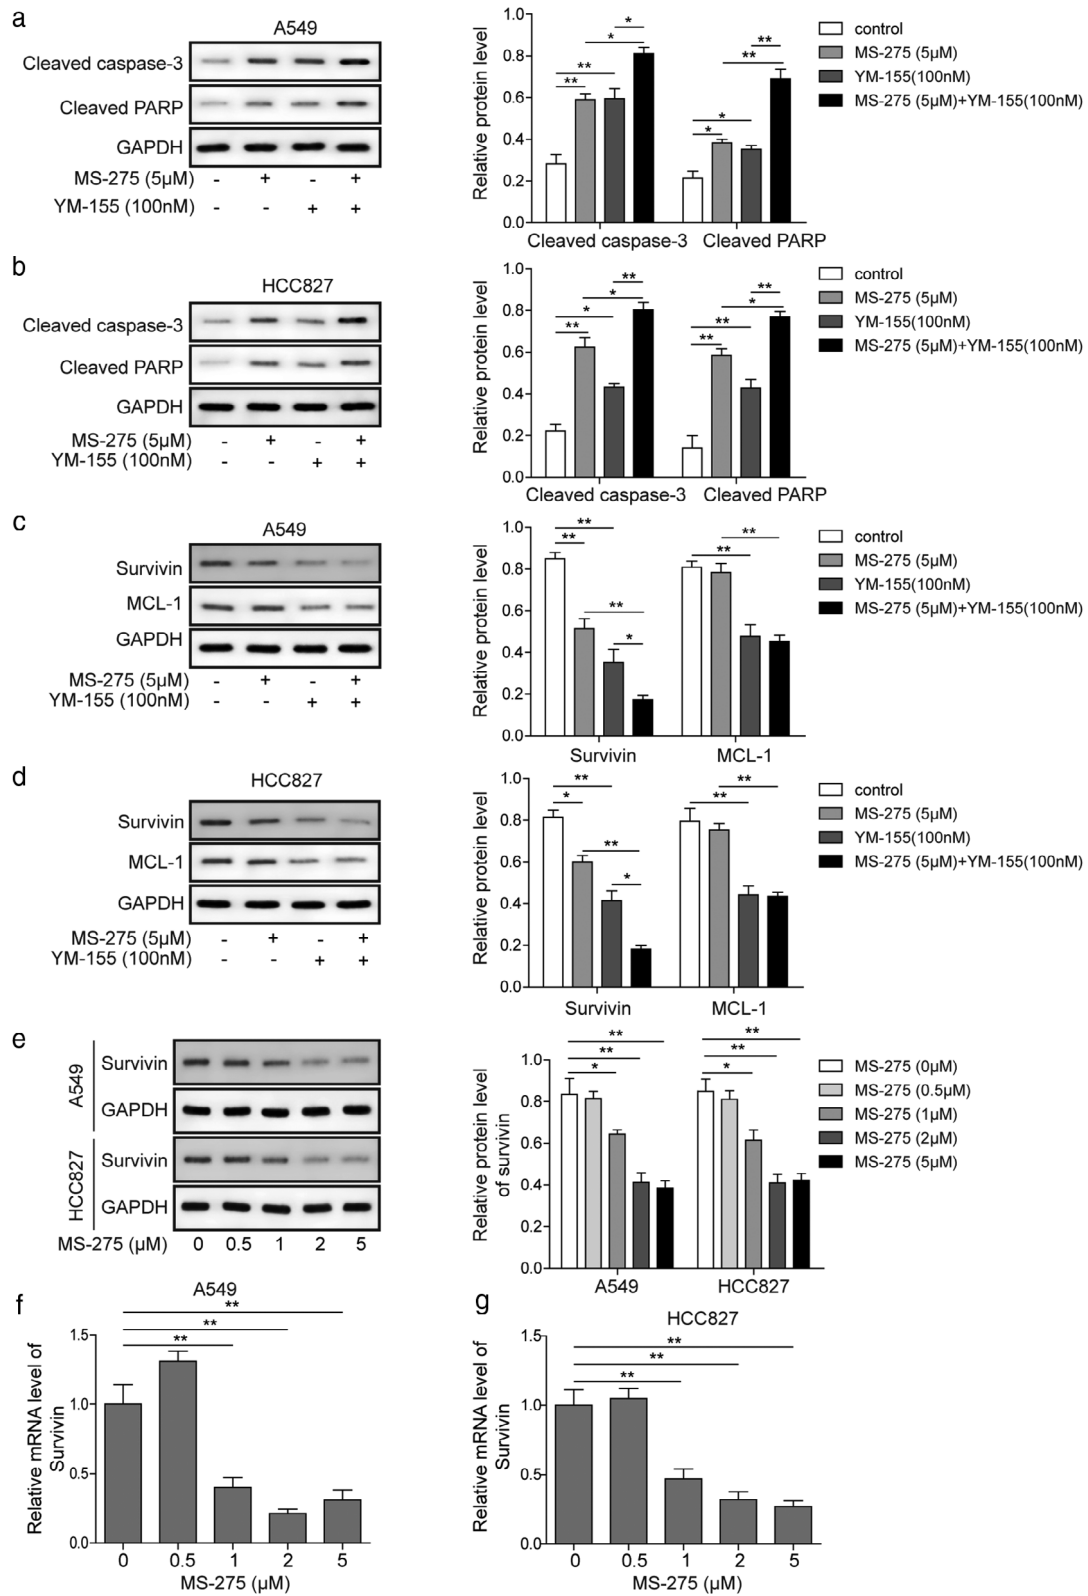 a
A549
Cleaved caspase-3
Cleaved PARP
GAPDH
MS-275 (5µM) - + - +
YM-155 (100nM) - - + +
Relative protein level
1.0
0.8
0.6
0.4
0.2
0.0
** ** * *
* * ** **
Cleaved caspase-3 Cleaved PARP
control
MS-275 (5µM)
YM-155(100nM)
MS-275 (5µM)+YM-155(100nM)
b
HCC827
Cleaved caspase-3
Cleaved PARP
GAPDH
MS-275 (5µM) - + - +
YM-155 (100nM) - - + +
Relative protein level
1.0
0.8
0.6
0.4
0.2
0.0
** * * **
** ** * **
Cleaved caspase-3 Cleaved PARP
control
MS-275 (5µM)
YM-155(100nM)
MS-275 (5µM)+YM-155(100nM)
c
A549
Survivin
MCL-1
GAPDH
MS-275 (5µM) - + - +
YM-155 (100nM) - - + +
Relative protein level
1.0
0.8
0.6
0.4
0.2
0.0
** ** ** *
** **
Survivin MCL-1
control
MS-275 (5µM)
YM-155(100nM)
MS-275 (5µM)+YM-155(100nM)
d
HCC827
Survivin
MCL-1
GAPDH
MS-275 (5µM) - + - +
YM-155 (100nM) - - + +
Relative protein level
1.0
0.8
0.6
0.4
0.2
0.0
** * ** *
** **
Survivin MCL-1
control
MS-275 (5µM)
YM-155(100nM)
MS-275 (5µM)+YM-155(100nM)
e
A549
Survivin
GAPDH
HCC827
Survivin
GAPDH
MS-275 (µM) 0 0.5 1 2 5
Relative protein level
of survivin
1.0
0.8
0.6
0.4
0.2
0.0
** ** *
** ** *
A549 HCC827
MS-275 (0µM)
MS-275 (0.5µM)
MS-275 (1µM)
MS-275 (2µM)
MS-275 (5µM)
f
A549
Relative mRNA level of
Survivin
1.5
1.0
0.5
0.0
**
**
**
0 0.5 1 2 5
MS-275 (µM)
g
HCC827
Relative mRNA level of
Survivin
1.5
1.0
0.5
0.0
**
**
**
0 0.5 1 2 5
MS-275 (µM)